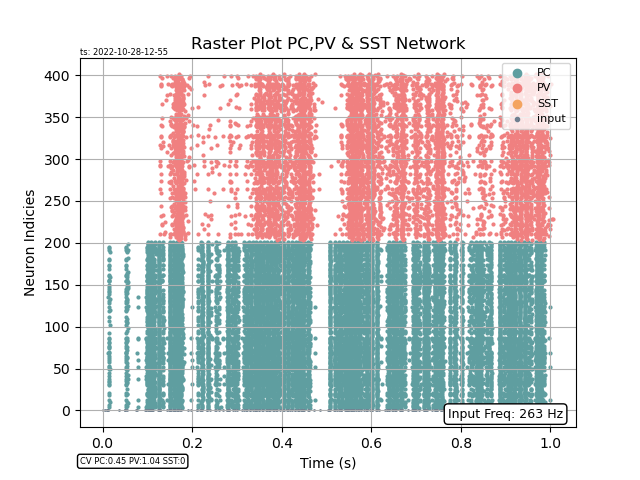 Raster Plot PC,PV & SST Network
ts: 2022-10-28-12-55
PC
PV
SST
input
400
350
300
250
200
150
100
50
0
Neuron Indicies
Input Freq: 263 Hz
0.0 0.2 0.4 0.6 0.8 1.0
Time (s)
CV PC:0.45 PV:1.04 SST:0